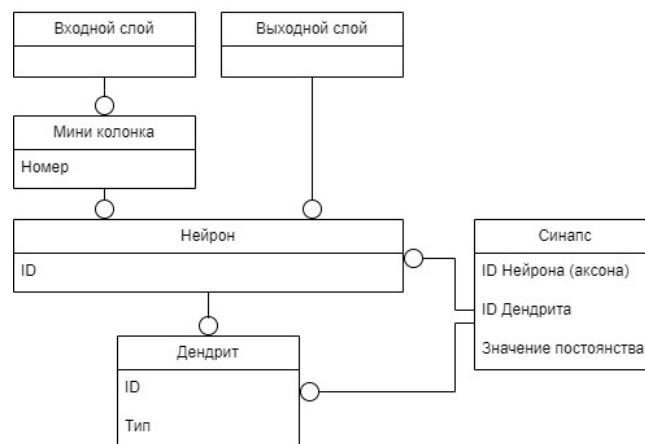 Входной слой
Выходной слой
Мини колонка
Номер
Нейрон
ID
Синапс
ID Нейрона (аксона)
ID Дендрита
Значение постоянства
Дендрит
ID
Тип